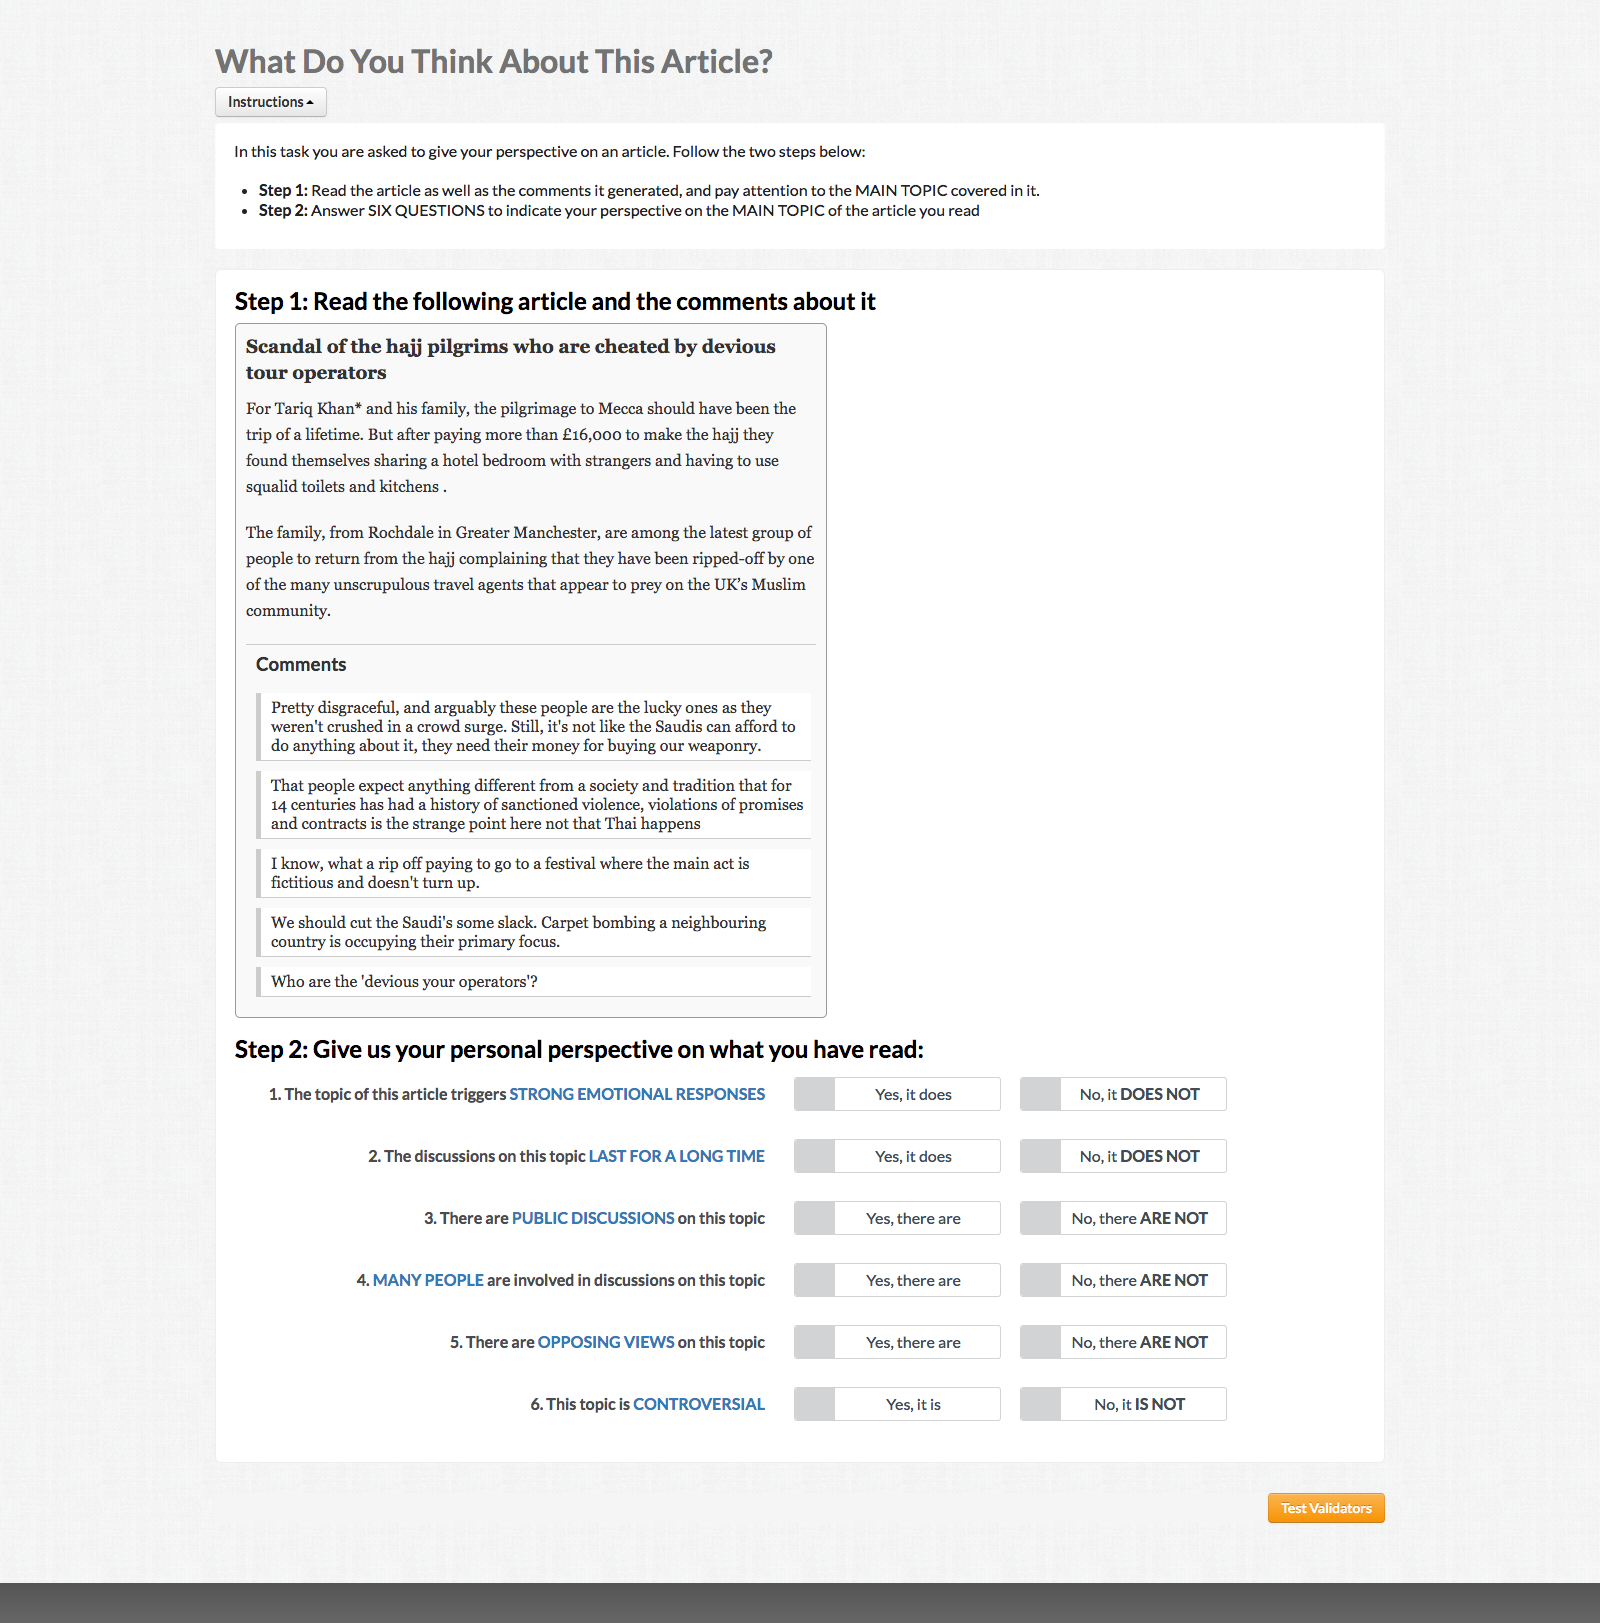 What Do You Think About This Article?
Instructions
In this task you are asked to give your perspective on an article. Follow the two steps below:
• Step 1: Read the article as well as the comments it generated, and pay attention to the MAIN TOPIC covered in it.
• Step 2: Answer SIX QUESTIONS to indicate your perspective on the MAIN TOPIC of the article you read
Step 1: Read the following article and the comments about it
Scandal of the hajj pilgrims who are cheated by devious
tour operators
For Tariq Khan* and his family, the pilgrimage to Mecca should have been the
trip of a lifetime. But after paying more than £16,000 to make the hajj they
found themselves sharing a hotel bedroom with strangers and having to use
squalid toilets and kitchens .
The family, from Rochdale in Greater Manchester, are among the latest group of
people to return from the hajj complaining that they have been ripped-off by one
of the many unscrupulous travel agents that appear to prey on the UK’s Muslim
community.
Comments
Pretty disgraceful, and arguably these people are the lucky ones as they
weren't crushed in a crowd surge. Still, it's not like the Saudis can afford to
do anything about it, they need their money for buying our weaponry.
That people expect anything different from a society and tradition that for
14 centuries has had a history of sanctioned violence, violations of promises
and contracts is the strange point here not that Thai happens
I know, what a rip off paying to go to a festival where the main act is
fictitious and doesn't turn up.
We should cut the Saudi's some slack. Carpet bombing a neighbouring
country is occupying their primary focus.
Who are the 'devious your operators'?
Step 2: Give us your personal perspective on what you have read:
1. The topic of this article triggers STRONG EMOTIONAL RESPONSES Yes, it does No, it DOES NOT
2. The discussions on this topic LAST FOR A LONG TIME Yes, it does No, it DOES NOT
3. There are PUBLIC DISCUSSIONS on this topic Yes, there are No, there ARE NOT
4. MANY PEOPLE are involved in discussions on this topic Yes, there are No, there ARE NOT
5. There are OPPOSING VIEWS on this topic Yes, there are No, there ARE NOT
6. This topic is CONTROVERSIAL Yes, it is No, it IS NOT
Test Validators